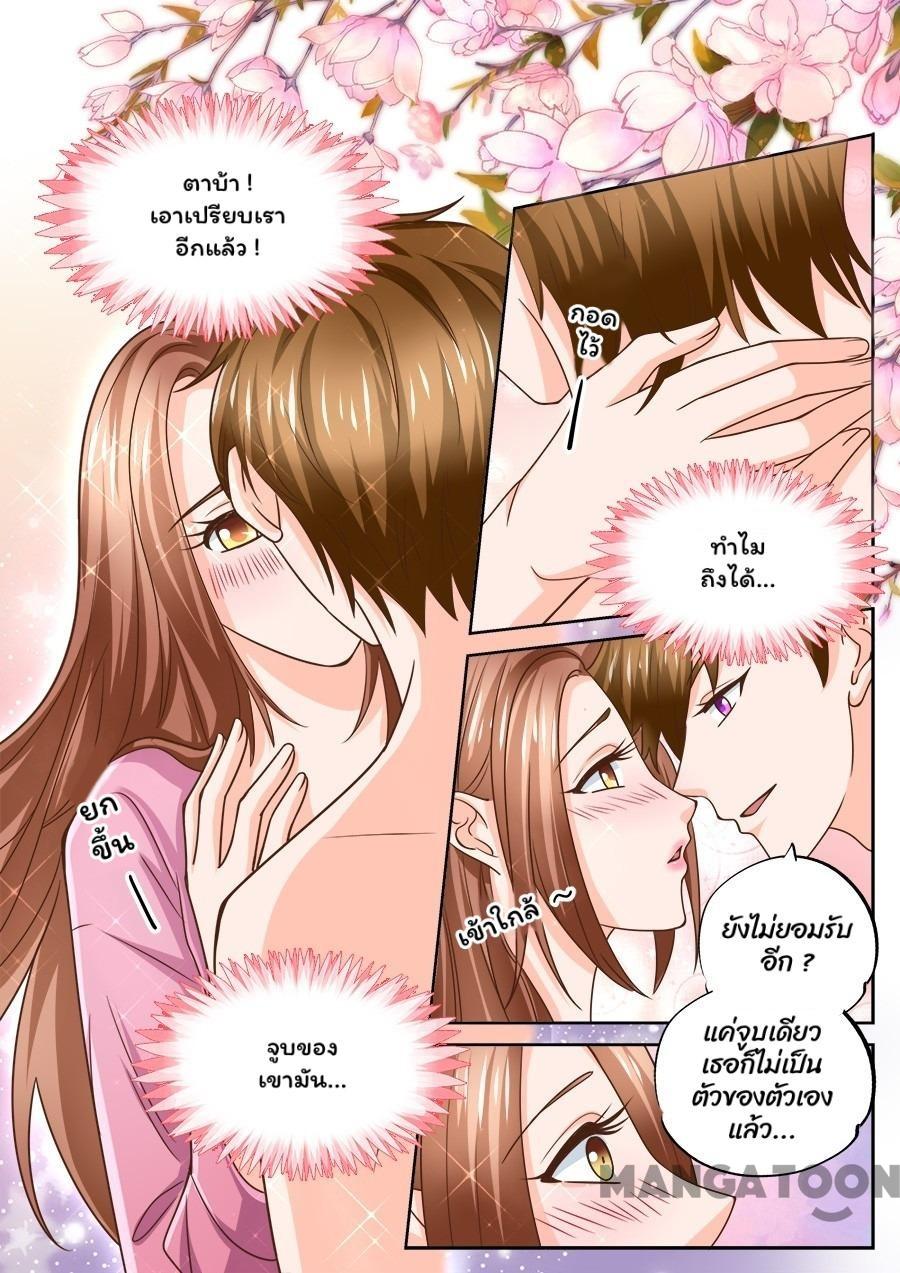 ตาบ้า !
เอาเปรียบเรา
อีกแล้ว !
กอด
ไว้
ทำไม
ถึงได้...
ยก
ขึ้น
เข้าใกล้ ~
ยังไม่ยอมรับ
อีก ?
แค่จูบเดียว
เธอก็ไม่เป็น
ตัวของตัวเอง
แล้ว...
จูบของ
เขามัน...
MANGATOON